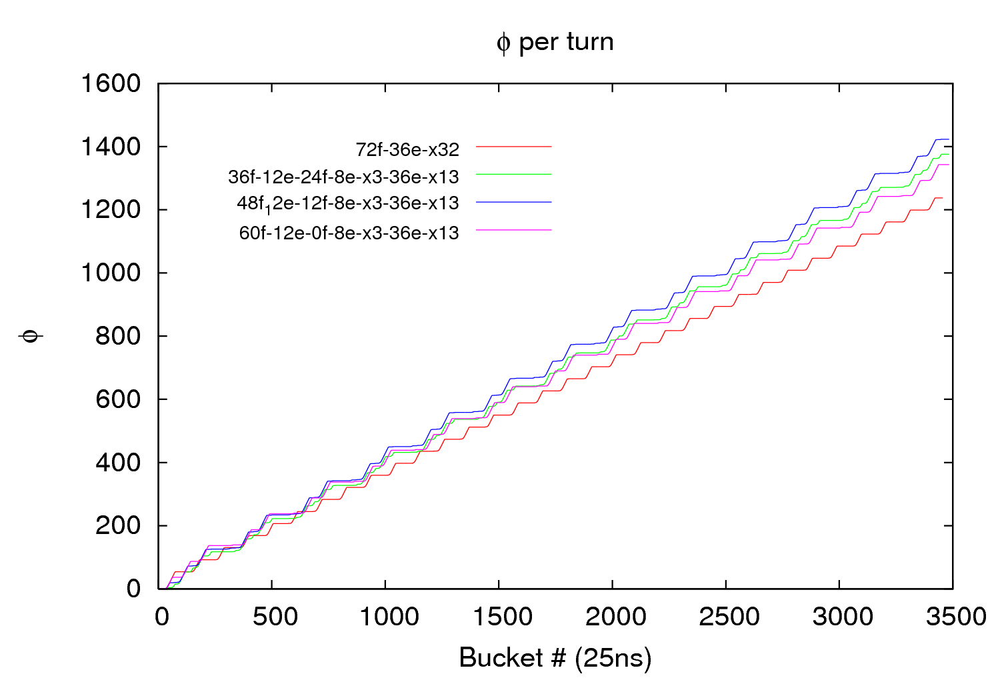 ϕ per turn
1600
1400
1200
1000
800
600
400
200
0
ϕ
72f-36e-x32
36f-12e-24f-8e-x3-36e-x13
48f₁2e-12f-8e-x3-36e-x13
60f-12e-0f-8e-x3-36e-x13
0 500 1000 1500 2000 2500 3000 3500
Bucket # (25ns)